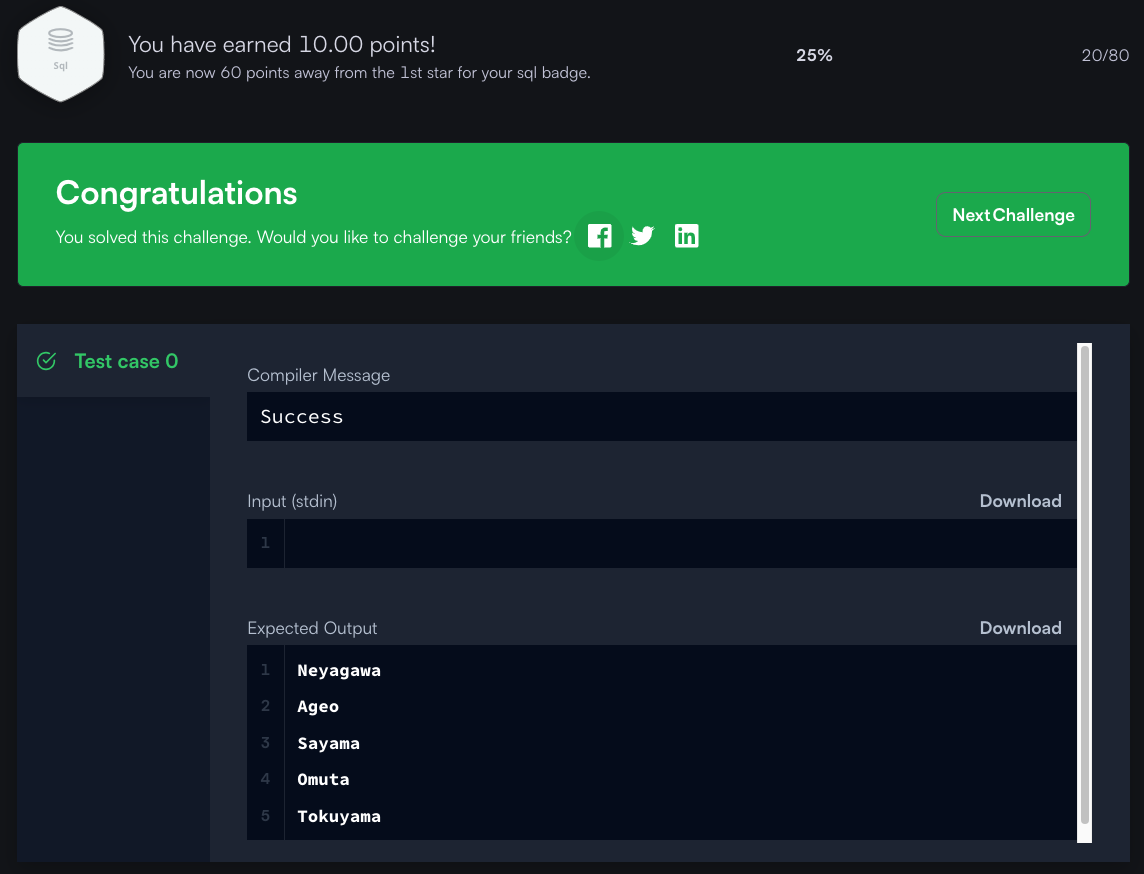 Sql
You have earned 10.00 points!
You are now 60 points away from the 1st star for your sql badge.
25%
20/80
Congratulations
You solved this challenge. Would you like to challenge your friends?
Next Challenge
Test case 0
Compiler Message
Success
Input (stdin)
Download
1
Expected Output
Download
1 Neyagawa
2 Ageo
3 Sayama
4 Omuta
5 Tokuyama